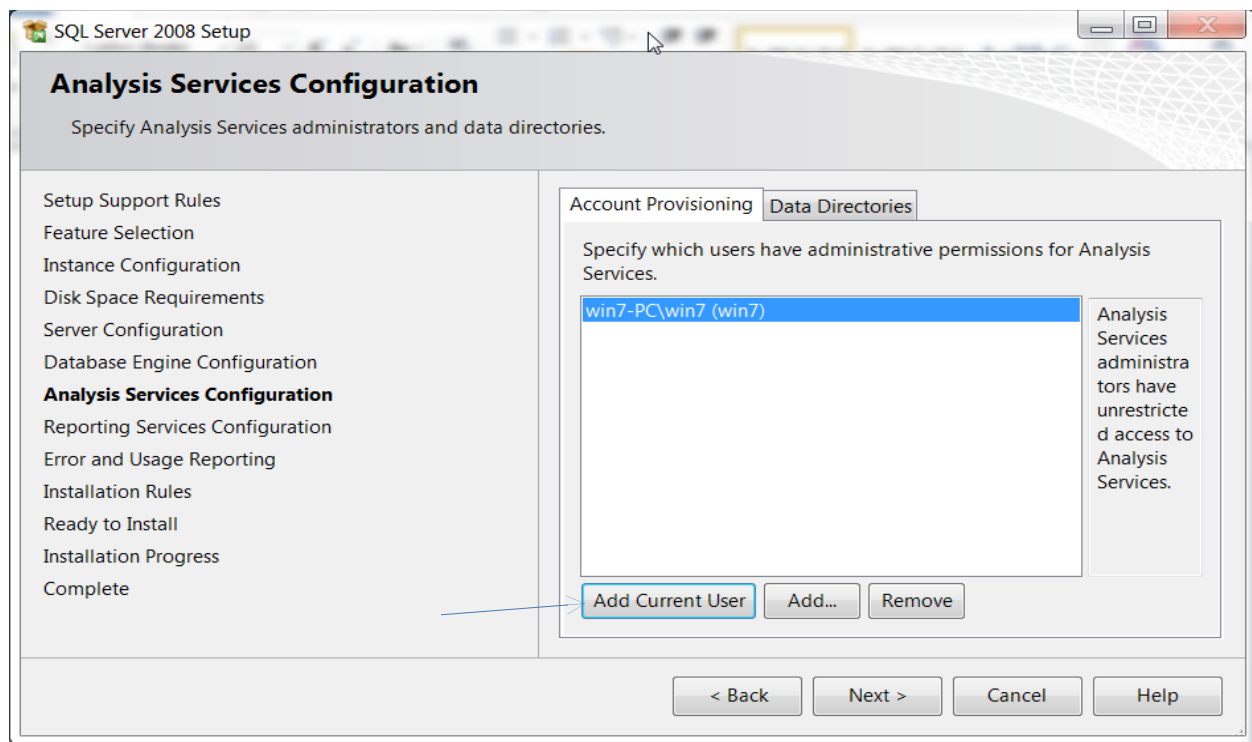 SQL Server 2008 Setup
Analysis Services Configuration
Specify Analysis Services administrators and data directories.
Setup Support Rules
Feature Selection
Instance Configuration
Disk Space Requirements
Server Configuration
Database Engine Configuration
Analysis Services Configuration
Reporting Services Configuration
Error and Usage Reporting
Installation Rules
Ready to Install
Installation Progress
Complete
Account Provisioning
Data Directories
Specify which users have administrative permissions for Analysis
Services.
win7-PC\win7 (win7)
Analysis
Services
administra
tors have
unrestricte
d access to
Analysis
Services.
Add Current User
Add...
Remove
< Back
Next >
Cancel
Help